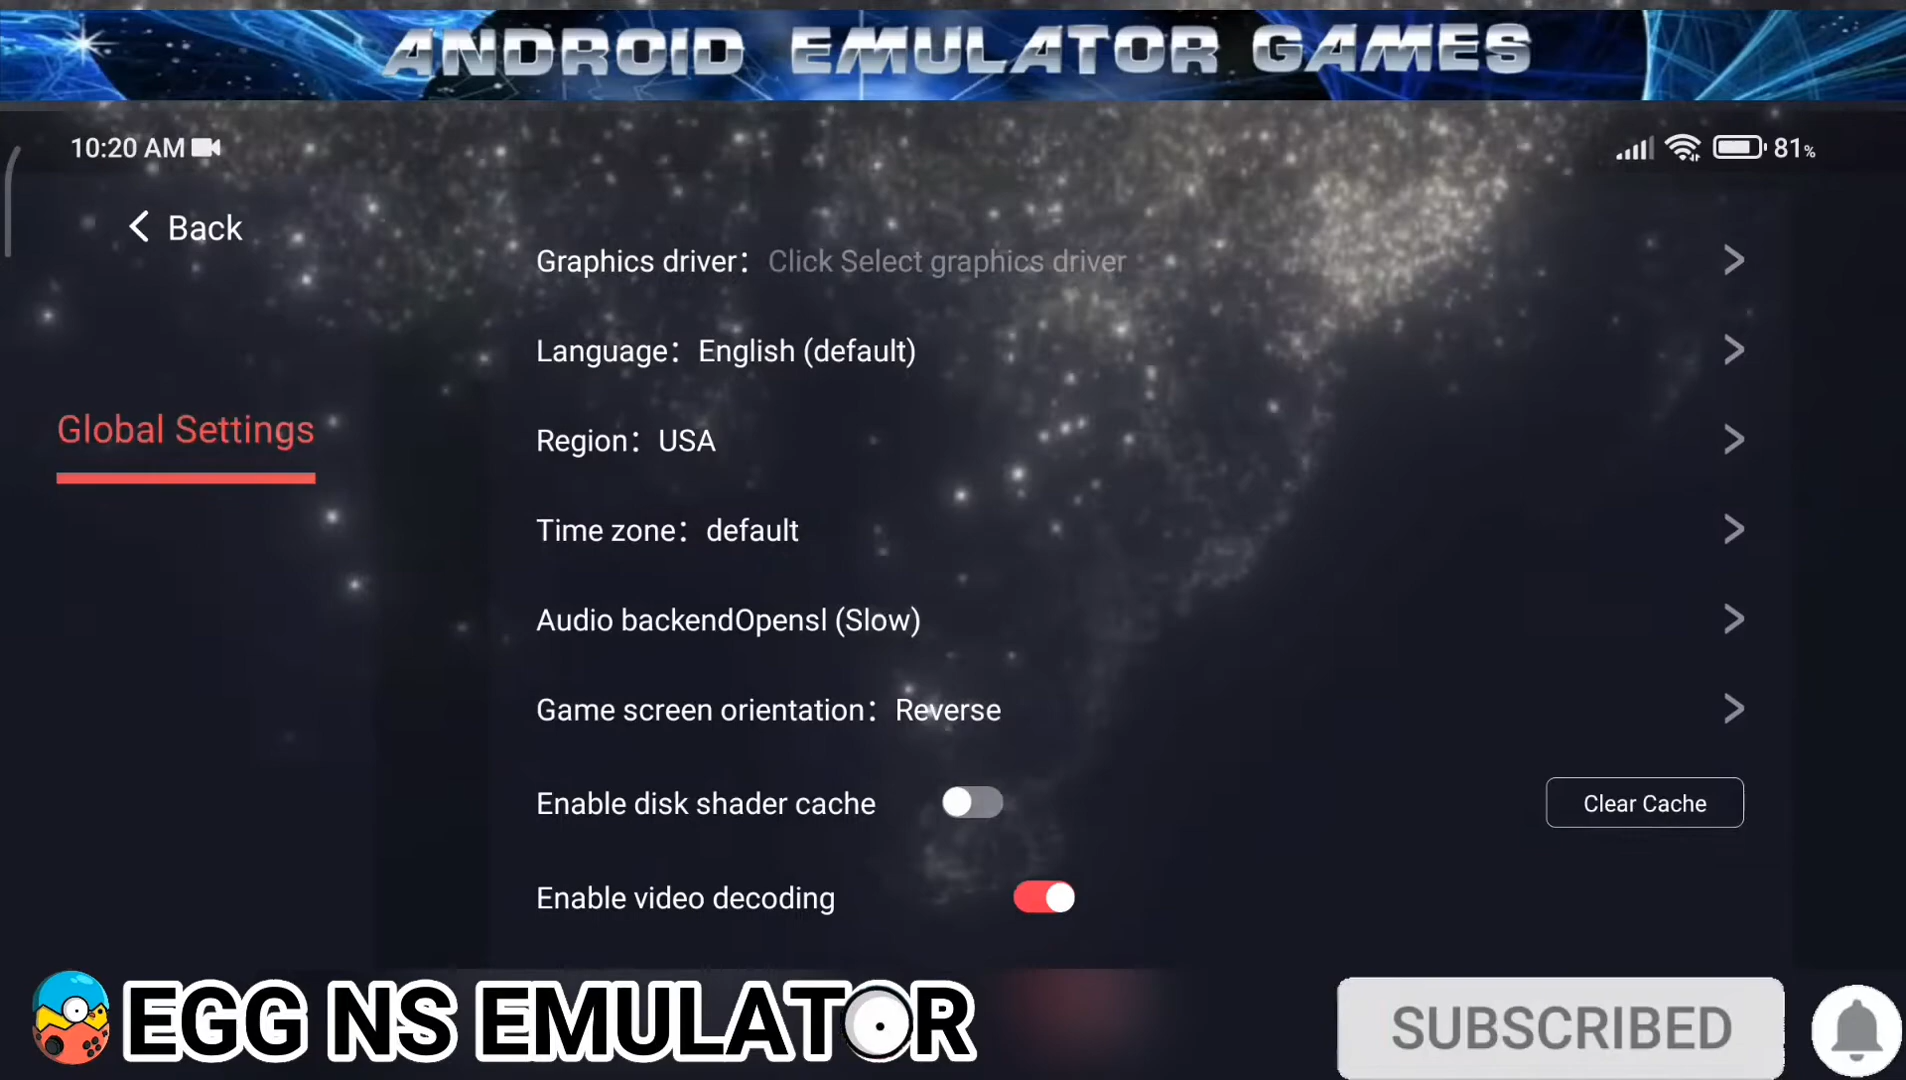 ANDROID EMULATOR GAMES
10:20 AM
81%
Back
Graphics driver: Click Select graphics driver
Language: English (default)
Global Settings
Region: USA
Time zone: default
Audio backendOpensl (Slow)
Game screen orientation: Reverse
Enable disk shader cache
Clear Cache
Enable video decoding
EGG NS EMULATOR
SUBSCRIBED